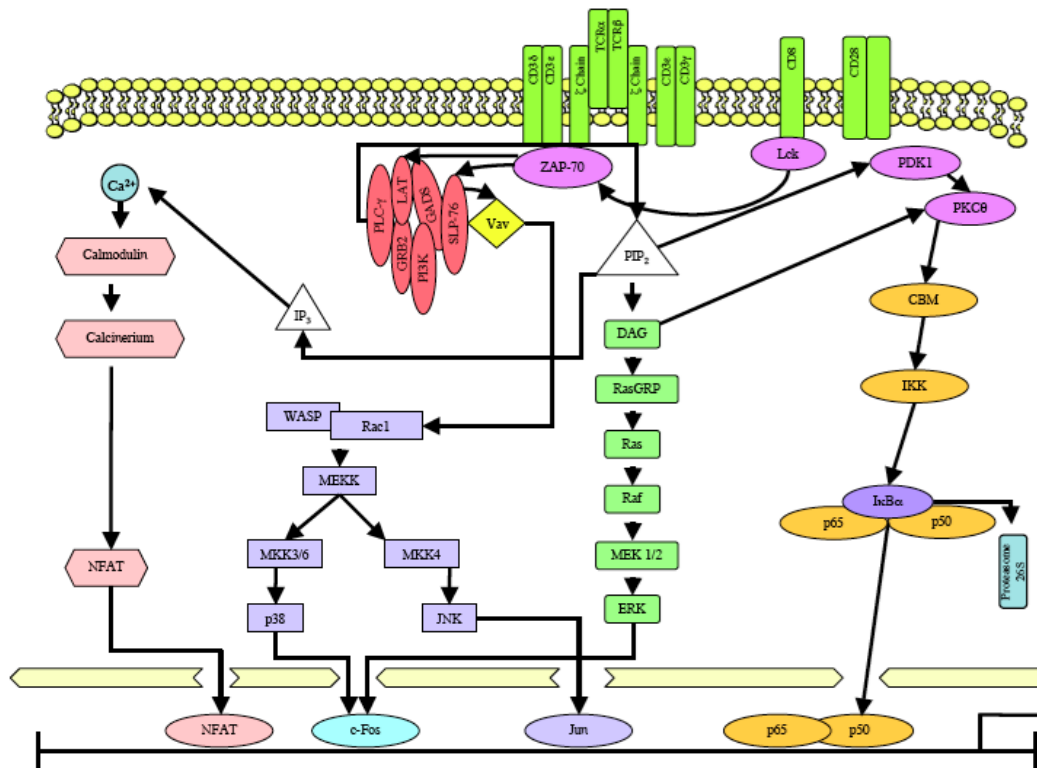 TCRα
TCRβ
CD3δ
CD3ε
ζ Chain
ζ Chain
CD3ε
CD3γ
CD8
CD28
Lck
ZAP-70
PDK1
PKCθ
Ca²⁺
PLC-γ
LAT
GADS
GRB2
PI3K
SLP-76
Vav
PIP₂
Calmodulin
CBM
IP₃
Calcinerium
DAG
RasGRP
IKK
WASP
Rac1
Ras
MEKK
Raf
IκBα
p65
p50
MKK3/6
MKK4
MEK 1/2
NFAT
Proteasome
26S
p38
JNK
ERK
NFAT
c-Fos
Jun
p65
p50